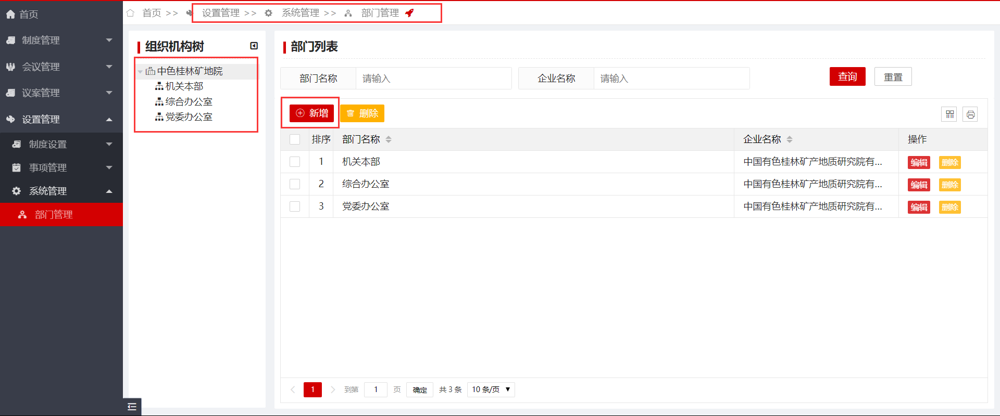 首页
制度管理
会议管理
议案管理
设置管理
制度设置
事项管理
系统管理
部门管理
首页 >> 设置管理 >> 系统管理 >> 部门管理
组织机构树
中色桂林矿地院
机关本部
综合办公室
党委办公室
部门列表
部门名称 请输入 企业名称 请输入 查询 重置
新增 删除
排序 部门名称 企业名称 操作
1 机关本部 中国有色桂林矿产地质研究院有... 编辑 删除
2 综合办公室 中国有色桂林矿产地质研究院有... 编辑 删除
3 党委办公室 中国有色桂林矿产地质研究院有... 编辑 删除
1 到第 1 页 确定 共 3 条 10 条/页